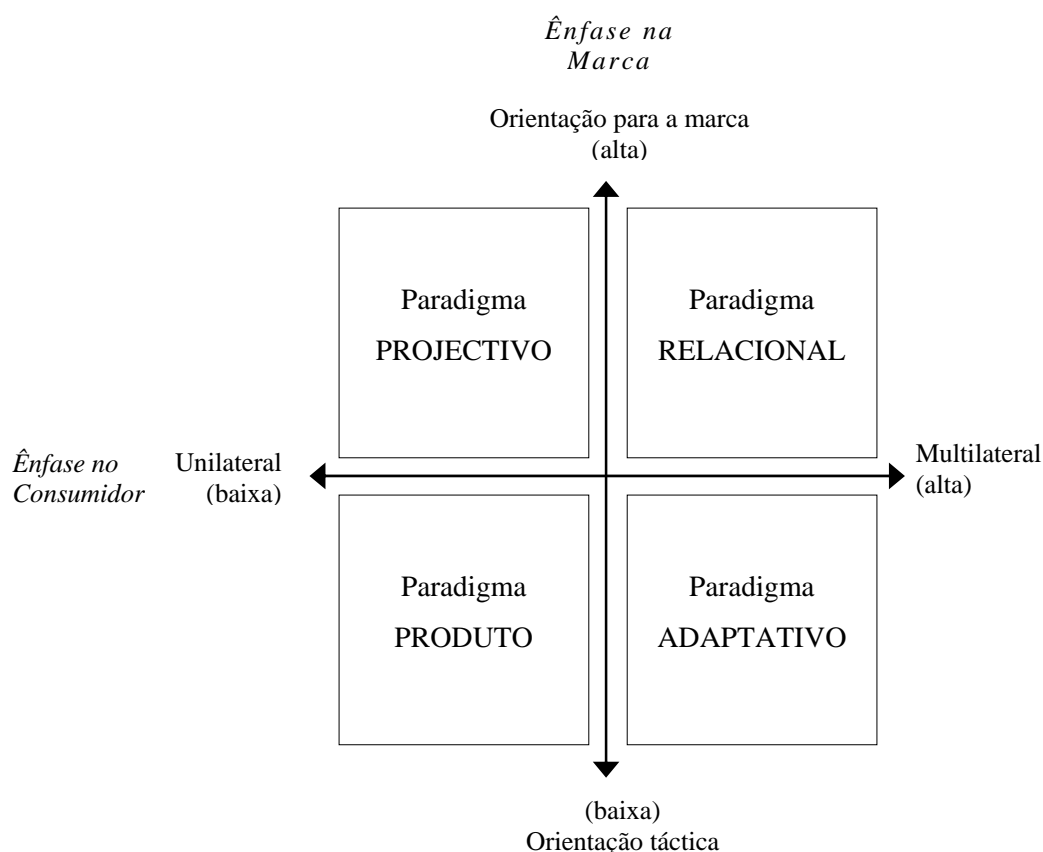 Ênfase na
Marca
Orientação para a marca
(alta)
Paradigma
PROJECTIVO
Paradigma
RELACIONAL
Ênfase no
Consumidor
Unilateral
(baixa)
Multilateral
(alta)
Paradigma
PRODUTO
Paradigma
ADAPTATIVO
(baixa)
Orientação táctica